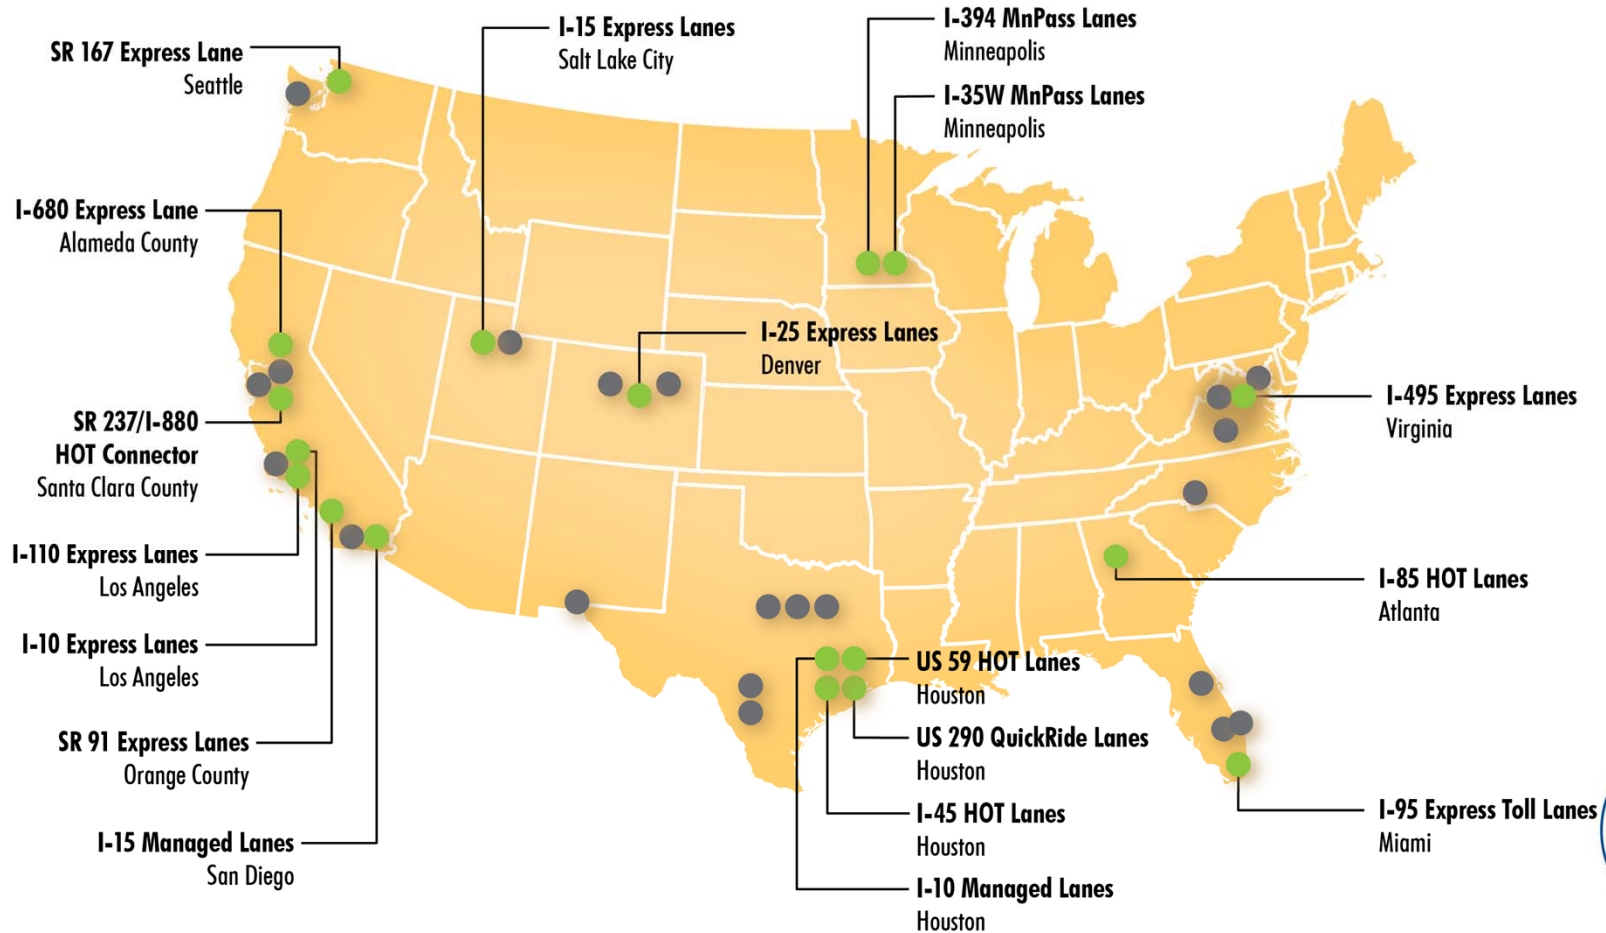 SR 167 Express Lane
Seattle
I-680 Express Lane
Alameda County
SR 237/I-880
HOT Connector
Santa Clara County
I-110 Express Lanes
Los Angeles
I-10 Express Lanes
Los Angeles
SR 91 Express Lanes
Orange County
I-15 Managed Lanes
San Diego
I-15 Express Lanes
Salt Lake City
I-25 Express Lanes
Denver
I-394 MnPass Lanes
Minneapolis
I-35W MnPass Lanes
Minneapolis
US 59 HOT Lanes
Houston
US 290 QuickRide Lanes
Houston
I-45 HOT Lanes
Houston
I-10 Managed Lanes
Houston
I-495 Express Lanes
Virginia
I-85 HOT Lanes
Atlanta
I-95 Express Toll Lanes
Miami